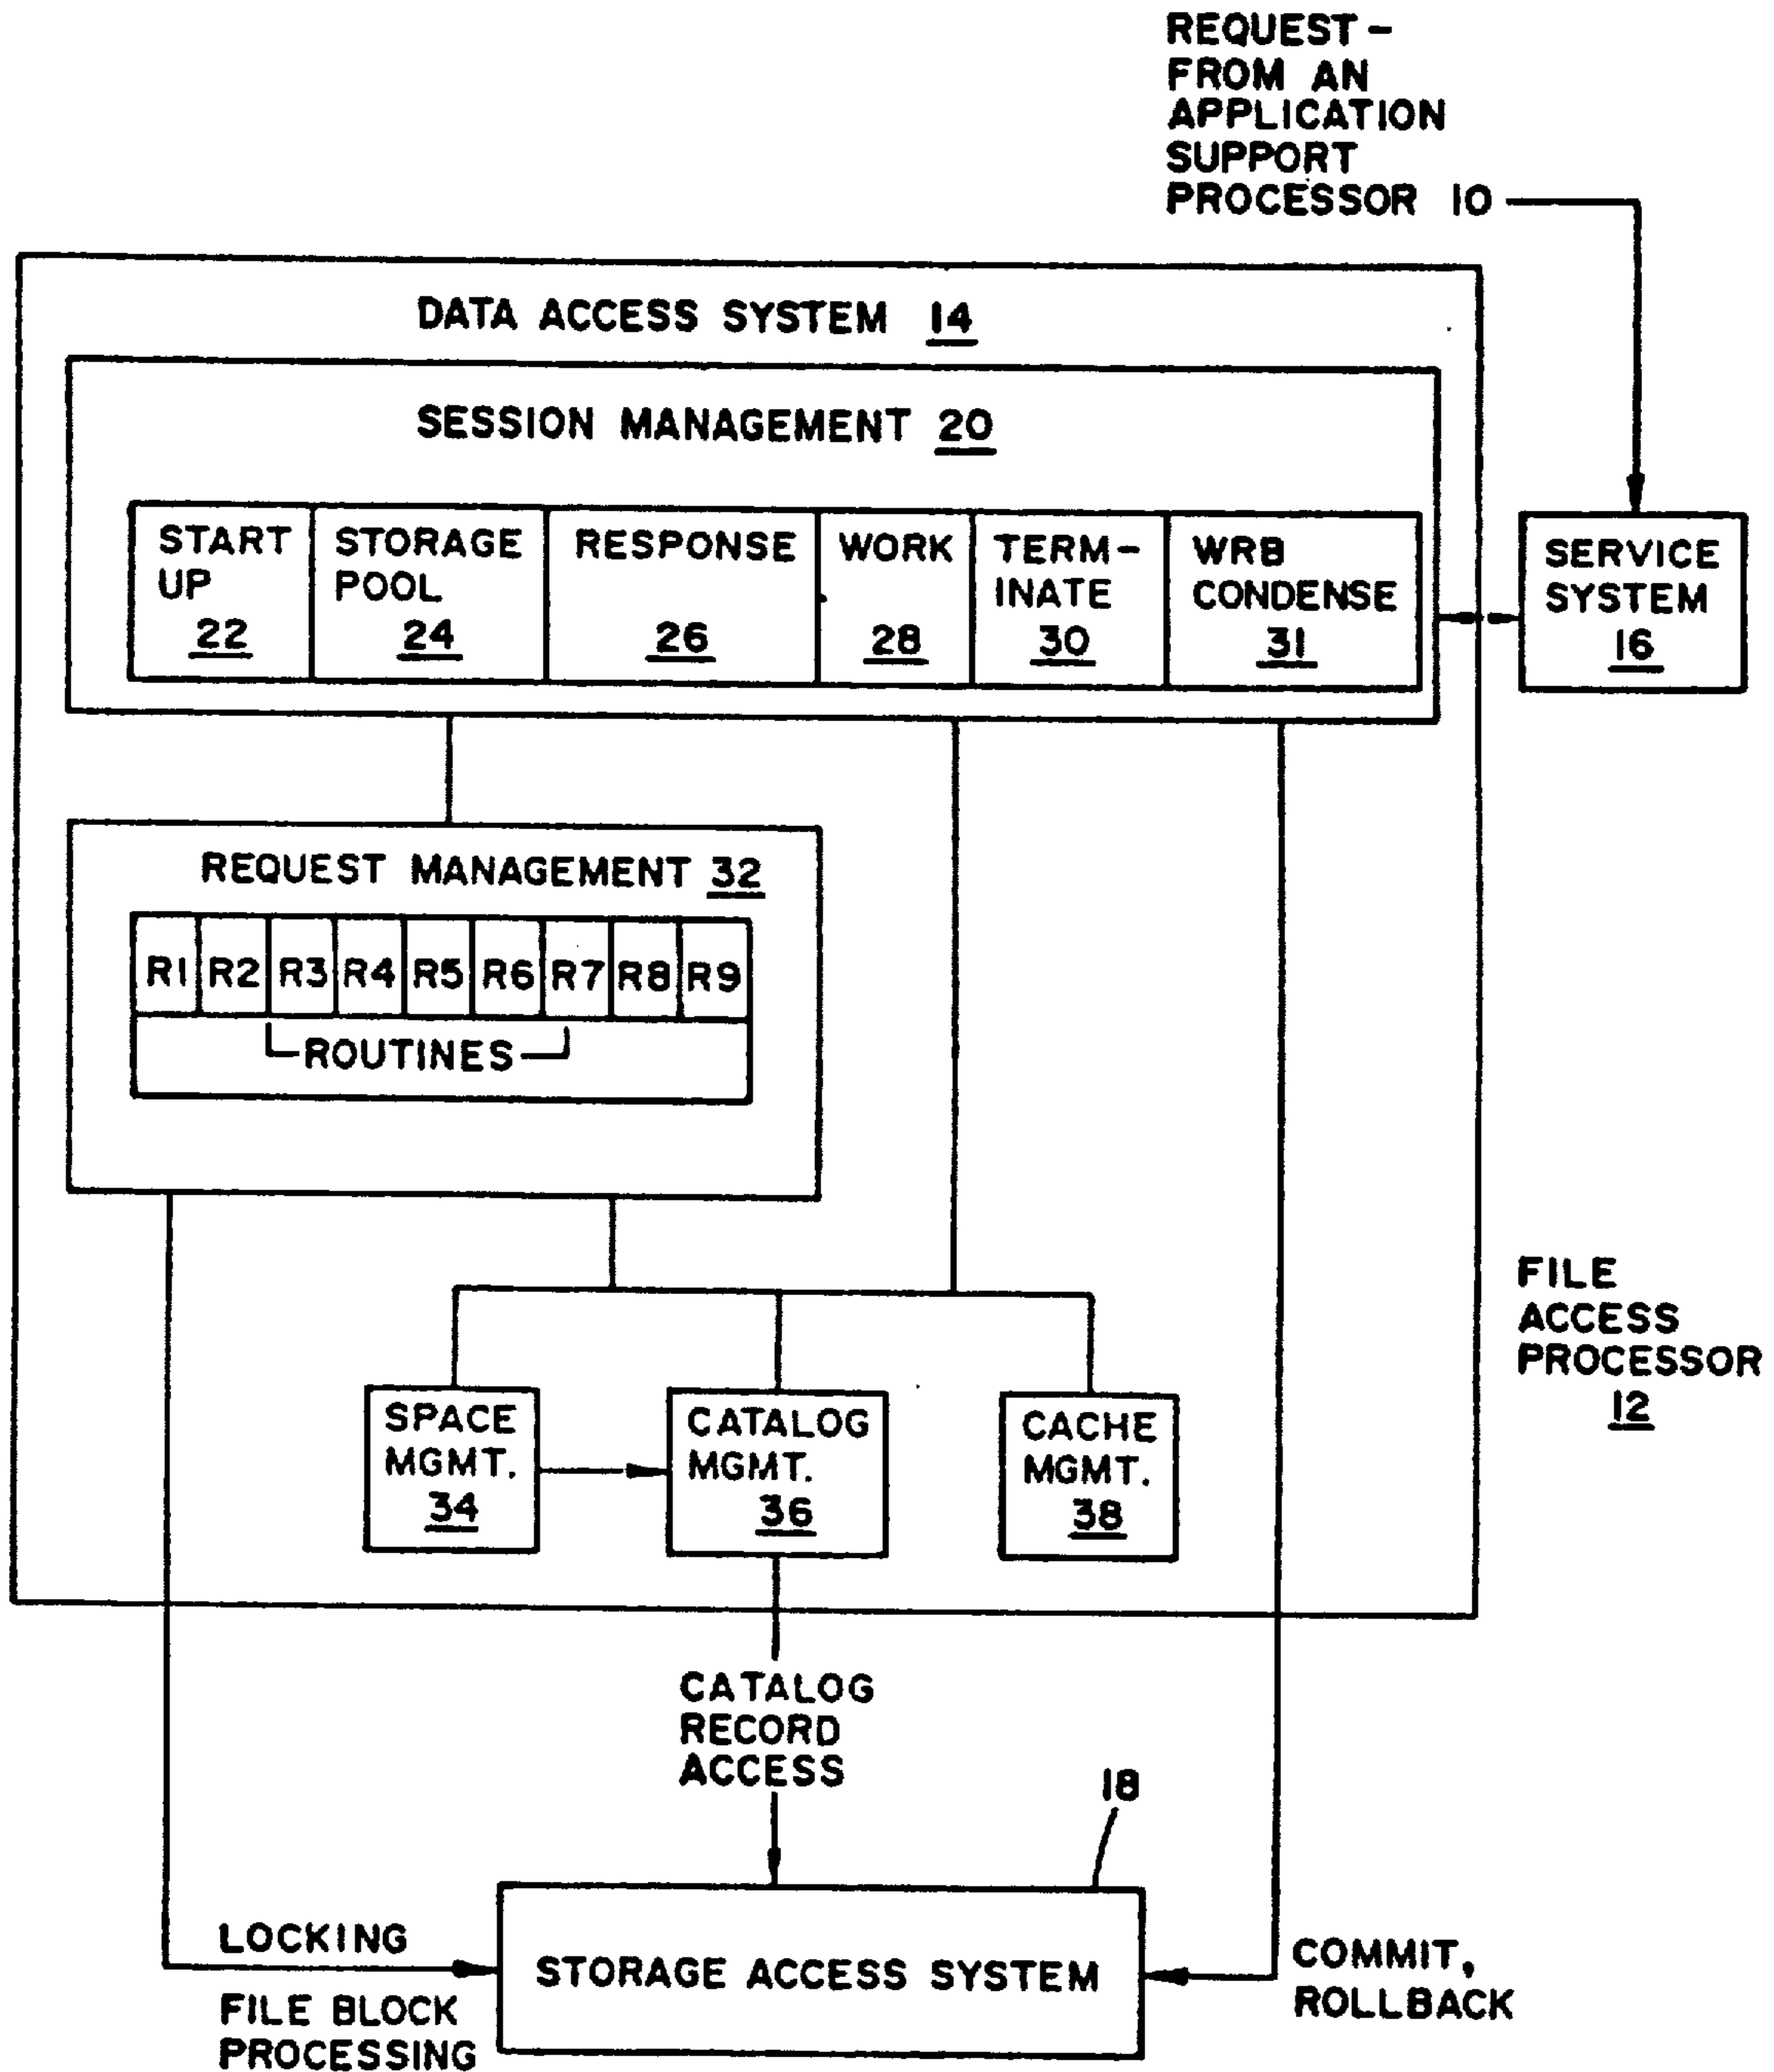 REQUEST-
FROM AN
APPLICATION
SUPPORT
PROCESSOR 10
DATA ACCESS SYSTEM 14
SESSION MANAGEMENT 20
START
UP
22
STORAGE
POOL
24
RESPONSE
26
WORK
28
TERM-
INATE
30
WRB
CONDENSE
31
SERVICE
SYSTEM
16
REQUEST MANAGEMENT 32
R1 R2 R3 R4 R5 R6 R7 R8 R9
ROUTINES
FILE
ACCESS
PROCESSOR
12
SPACE
MGMT.
34
CATALOG
MGMT.
36
CACHE
MGMT.
38
CATALOG
RECORD
ACCESS
18
LOCKING
FILE BLOCK
PROCESSING
STORAGE ACCESS SYSTEM
COMMIT,
ROLLBACK